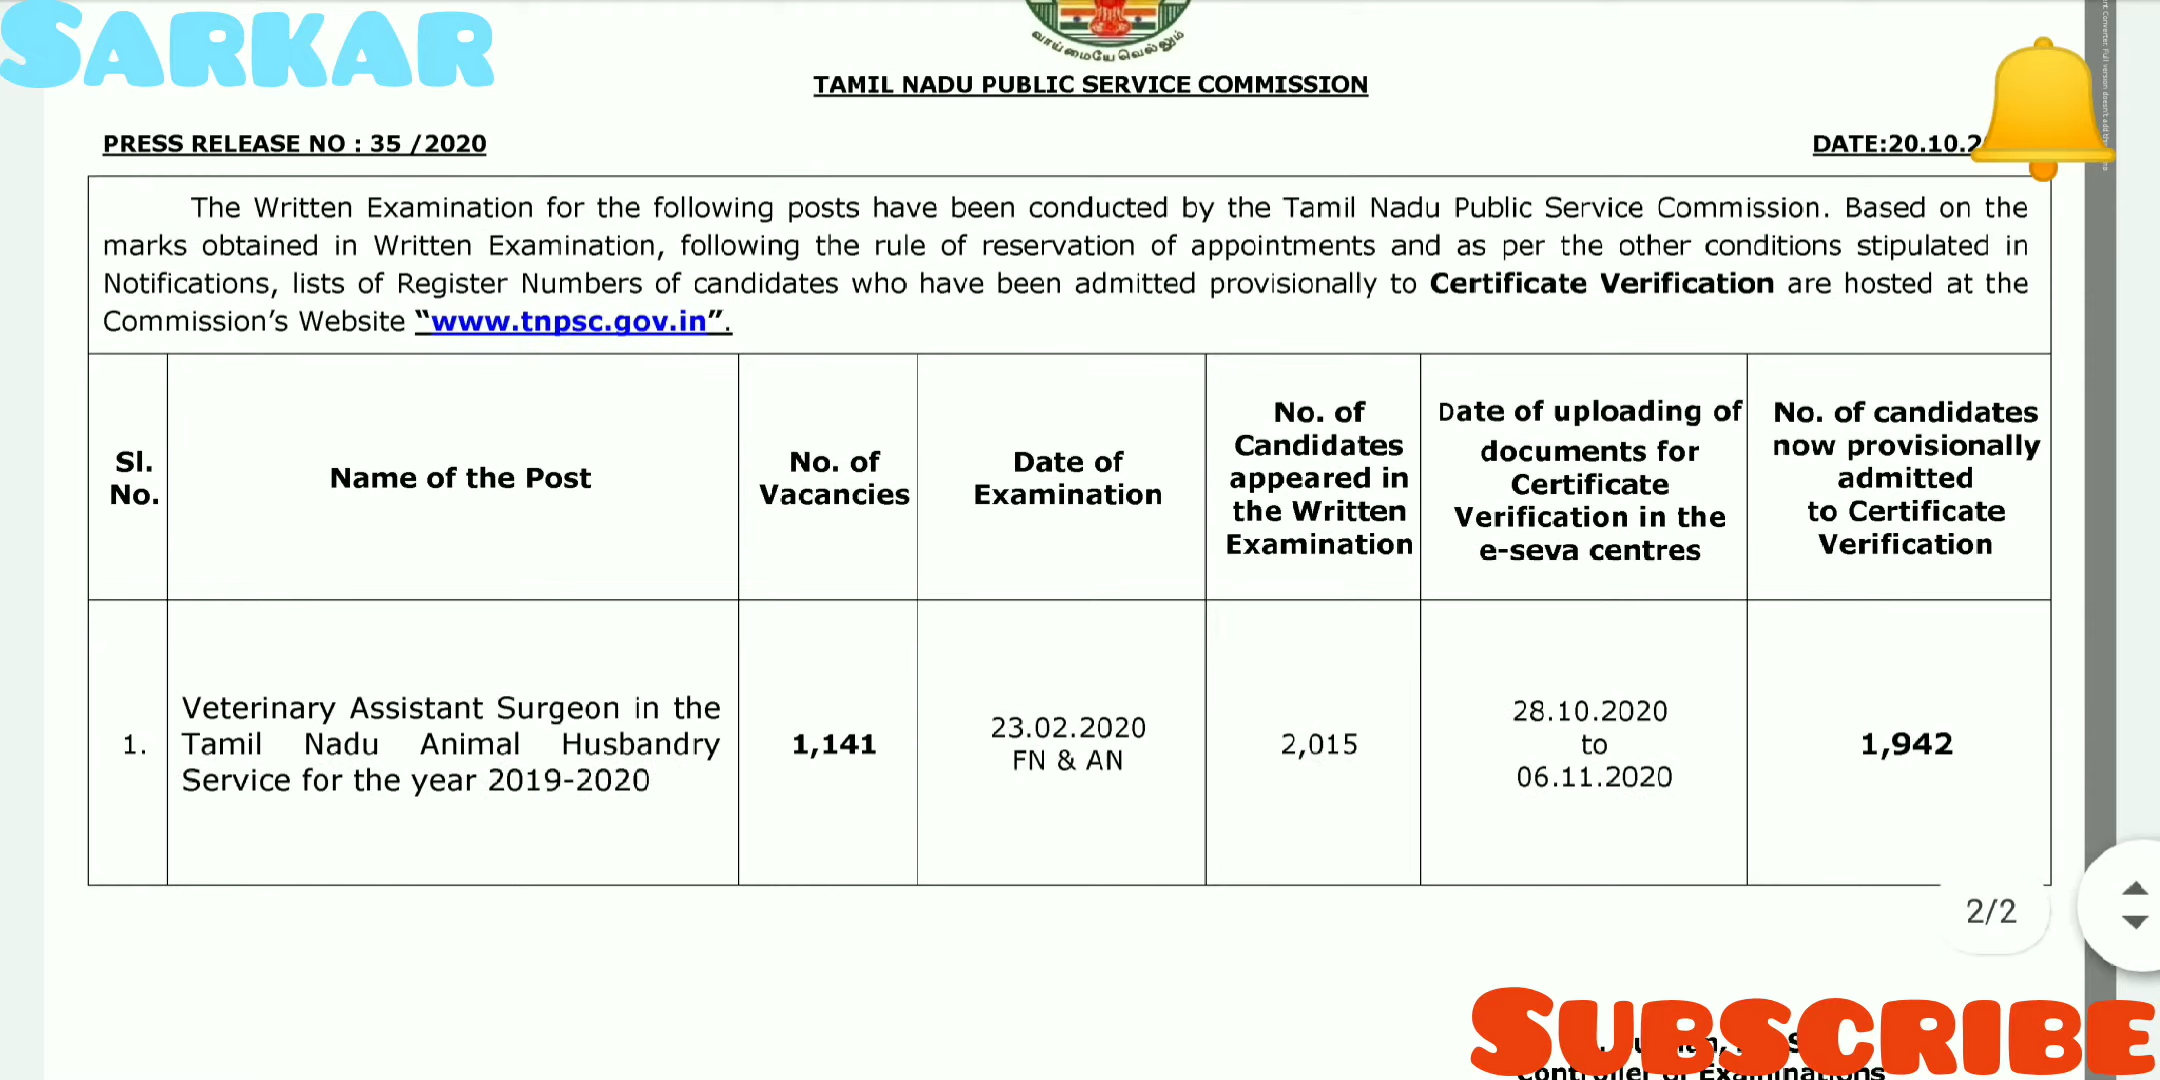 SARKAR
வாய்மையே வெல்லும்
TAMIL NADU PUBLIC SERVICE COMMISSION
PRESS RELEASE NO : 35 /2020
DATE:20.10.2
The Written Examination for the following posts have been conducted by the Tamil Nadu Public Service Commission. Based on the
marks obtained in Written Examination, following the rule of reservation of appointments and as per the other conditions stipulated in
Notifications, lists of Register Numbers of candidates who have been admitted provisionally to Certificate Verification are hosted at the
Commission’s Website “www.tnpsc.gov.in”.
Sl.
No.
Name of the Post
No. of
Vacancies
Date of
Examination
No. of
Candidates
appeared in
the Written
Examination
Date of uploading of
documents for
Certificate
Verification in the
e-seva centres
No. of candidates
now provisionally
admitted
to Certificate
Verification
1.
Veterinary Assistant Surgeon in the
Tamil Nadu Animal Husbandry
Service for the year 2019-2020
1,141
23.02.2020
FN & AN
2,015
28.10.2020
to
06.11.2020
1,942
2/2
SUBSCRIBE
Controller of Examinations